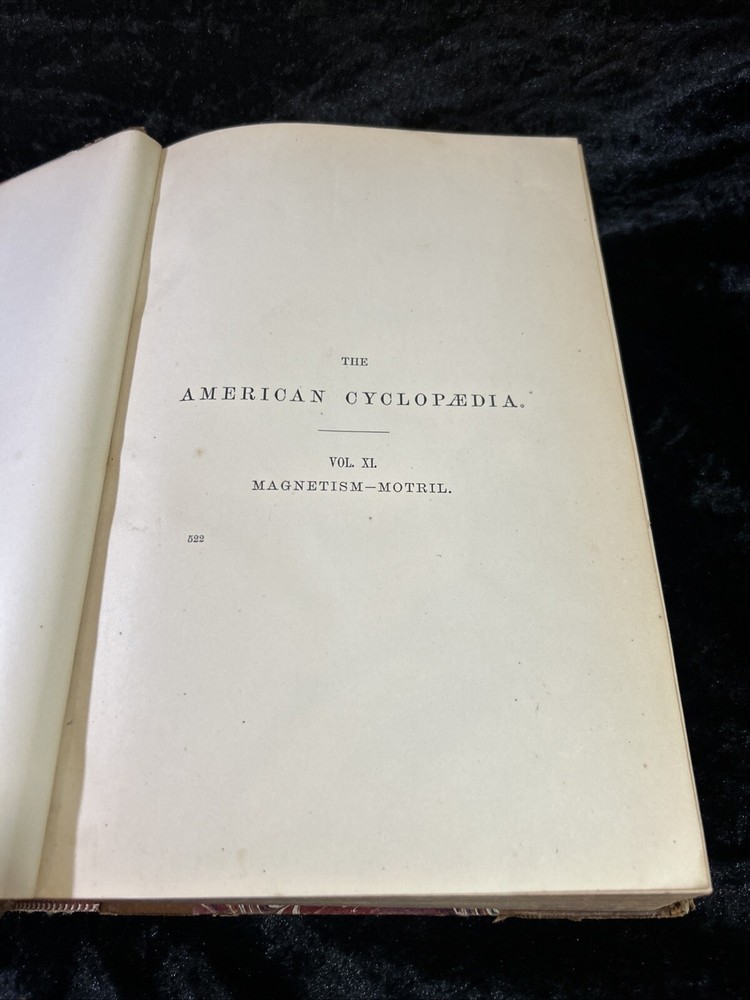 THE
AMERICAN CYCLOPÆDIA.
VOL. XI.
MAGNETISM—MOTRIL.
522